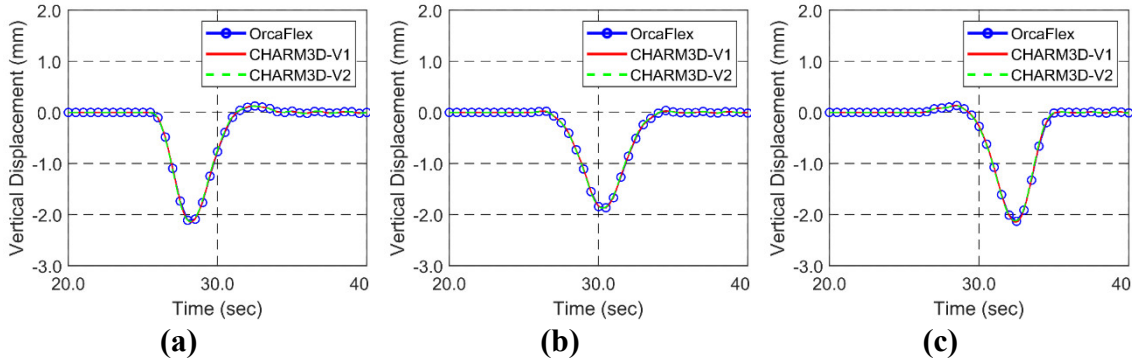 2.0
1.0
0.0
-1.0
-2.0
-3.0
Vertical Displacement (mm)
OrcaFlex
CHARM3D-V1
CHARM3D-V2
20.0 30.0 40
Time (sec)
(a)
2.0
1.0
0.0
-1.0
-2.0
-3.0
Vertical Displacement (mm)
OrcaFlex
CHARM3D-V1
CHARM3D-V2
20.0 30.0 40
Time (sec)
(b)
2.0
1.0
0.0
-1.0
-2.0
-3.0
Vertical Displacement (mm)
OrcaFlex
CHARM3D-V1
CHARM3D-V2
20.0 30.0 40
Time (sec)
(c)